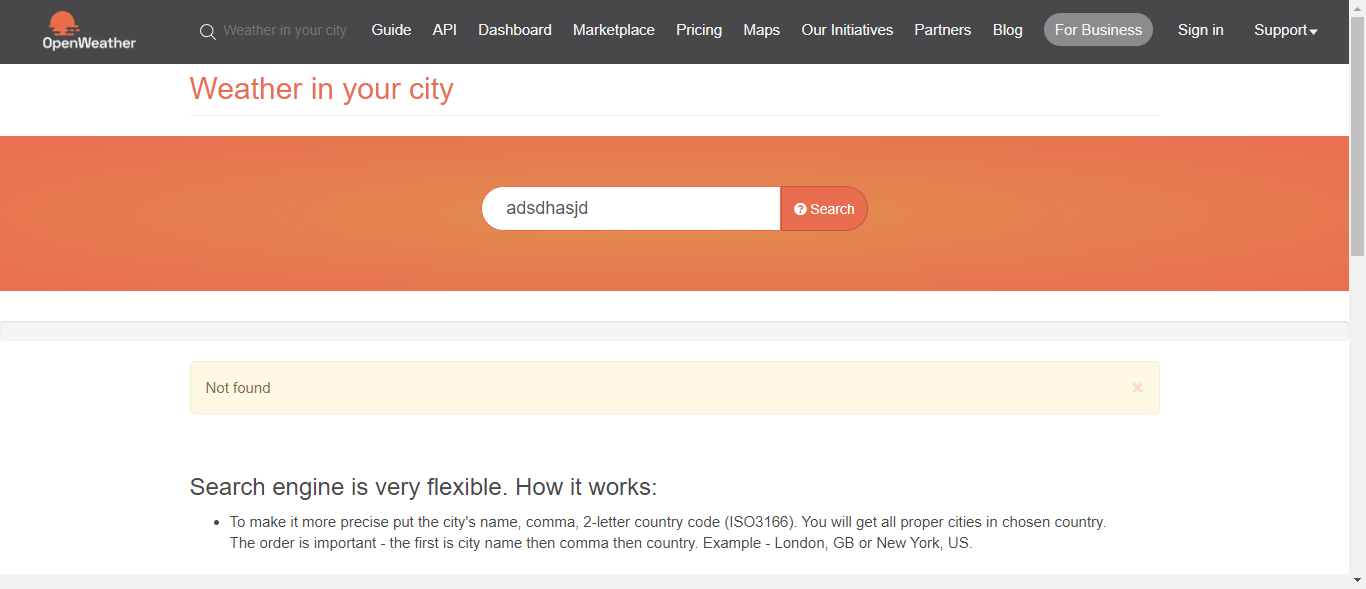 OpenWeather
Weather in your city
Guide
API
Dashboard
Marketplace
Pricing
Maps
Our Initiatives
Partners
Blog
For Business
Sign in
Support
Weather in your city
adsdhasjd
Search
Not found
×
Search engine is very flexible. How it works:
• To make it more precise put the city's name, comma, 2-letter country code (ISO3166). You will get all proper cities in chosen country.
The order is important - the first is city name then comma then country. Example - London, GB or New York, US.